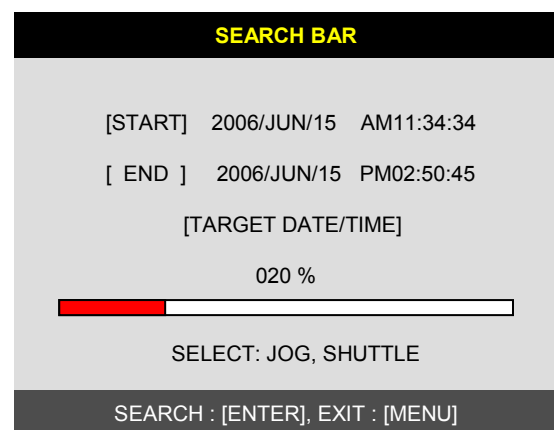 SEARCH BAR
[START] 2006/JUN/15 AM11:34:34
[ END ] 2006/JUN/15 PM02:50:45
[TARGET DATE/TIME]
020 %
SELECT: JOG, SHUTTLE
SEARCH : [ENTER], EXIT : [MENU]